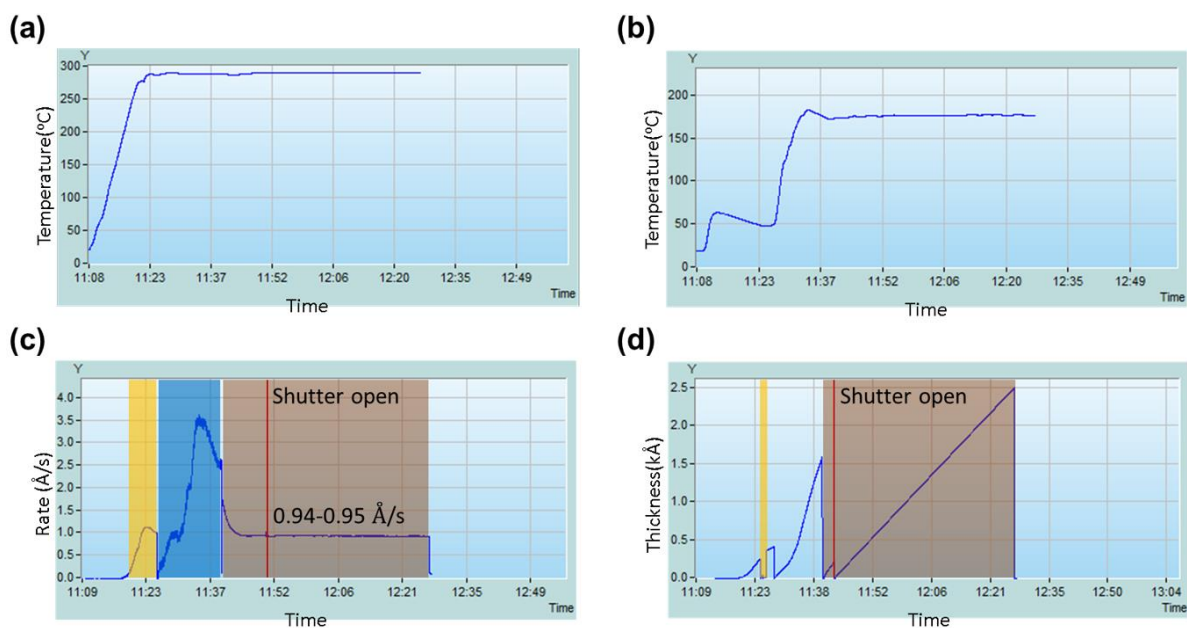 (a)
Y
300
250
200
150
100
50
0
Temperature(ºC)
11:08 11:23 11:37 11:52 12:06 12:20 12:35 12:49
Time
Time
(b)
Y
200
150
100
50
0
Temperature(ºC)
11:08 11:23 11:37 11:52 12:06 12:20 12:35 12:49
Time
Time
(c)
Y
4.0
3.5
3.0
2.5
2.0
1.5
1.0
0.5
0.0
Rate (Å/s)
Shutter open
0.94-0.95 Å/s
11:09 11:23 11:37 11:52 12:06 12:20 12:35 12:49
Time
Time
(d)
Y
2.5
2.0
1.5
1.0
0.5
0.0
Thickness(kÅ)
Shutter open
11:09 11:23 11:38 11:52 12:06 12:21 12:35 12:50 13:04
Time
Time